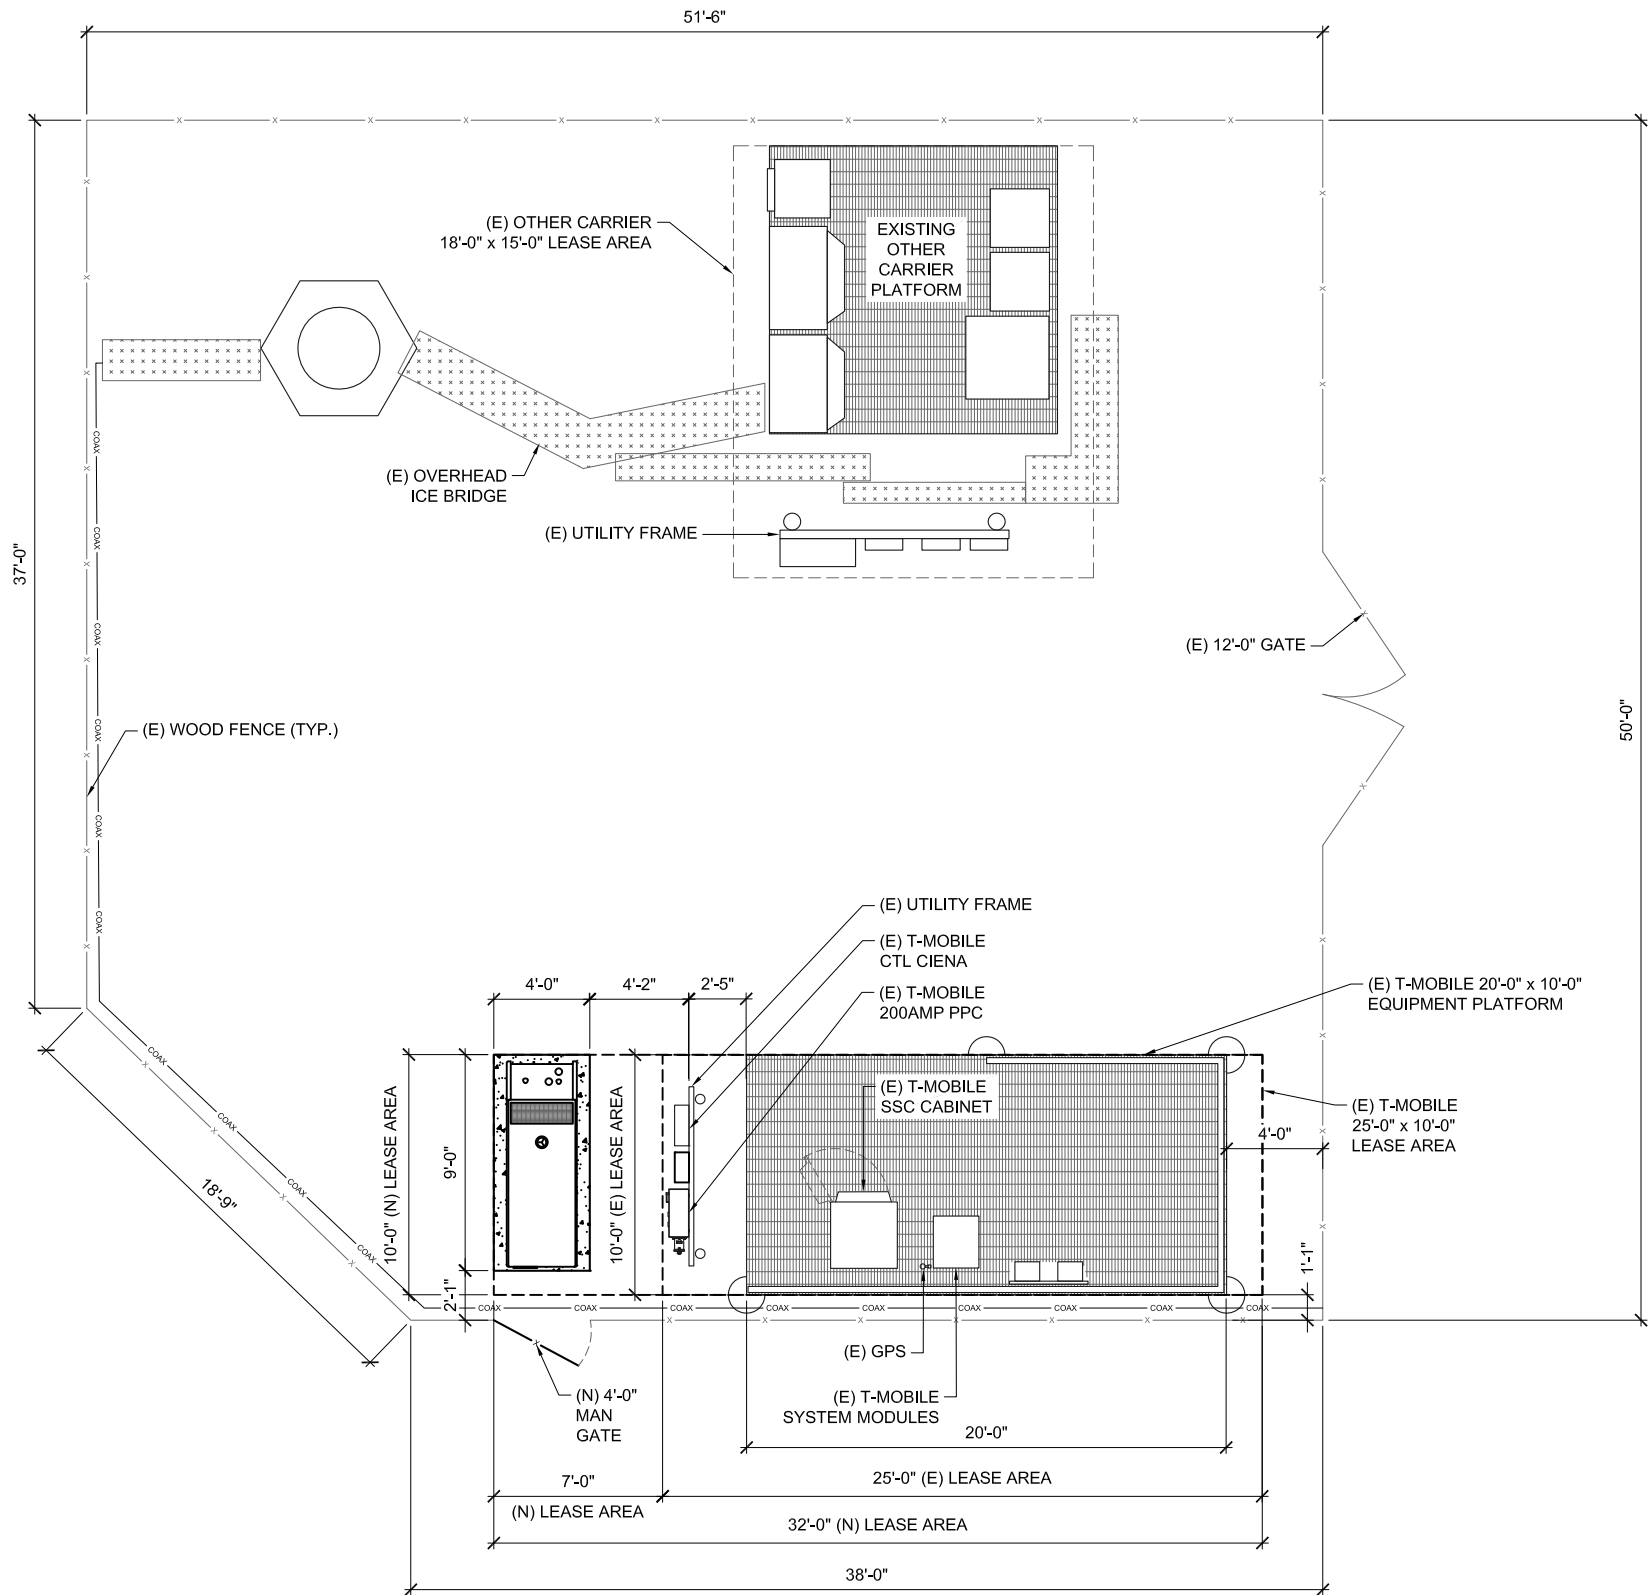 51'-6"
(E) OTHER CARRIER
18'-0" x 15'-0" LEASE AREA
EXISTING
OTHER
CARRIER
PLATFORM
(E) OVERHEAD
ICE BRIDGE
(E) UTILITY FRAME
37'-0"
(E) 12'-0" GATE
50'-0"
(E) WOOD FENCE (TYP.)
COAX
COAX
COAX
COAX
COAX
COAX
(E) UTILITY FRAME
(E) T-MOBILE
CTL CIENA
(E) T-MOBILE
200AMP PPC
4'-0"
4'-2"
2'-5"
(E) T-MOBILE 20'-0" x 10'-0"
EQUIPMENT PLATFORM
(E) T-MOBILE
SSC CABINET
(E) T-MOBILE
25'-0" x 10'-0"
LEASE AREA
4'-0"
COAX
COAX
COAX
COAX
18'-9"
10'-0" (N) LEASE AREA
9'-0"
10'-0" (E) LEASE AREA
2'-1"
1'-1"
COAX
COAX
COAX
COAX
COAX
COAX
COAX
COAX
(E) GPS
(N) 4'-0"
MAN
GATE
(E) T-MOBILE
SYSTEM MODULES
20'-0"
7'-0"
(N) LEASE AREA
25'-0" (E) LEASE AREA
32'-0" (N) LEASE AREA
38'-0"